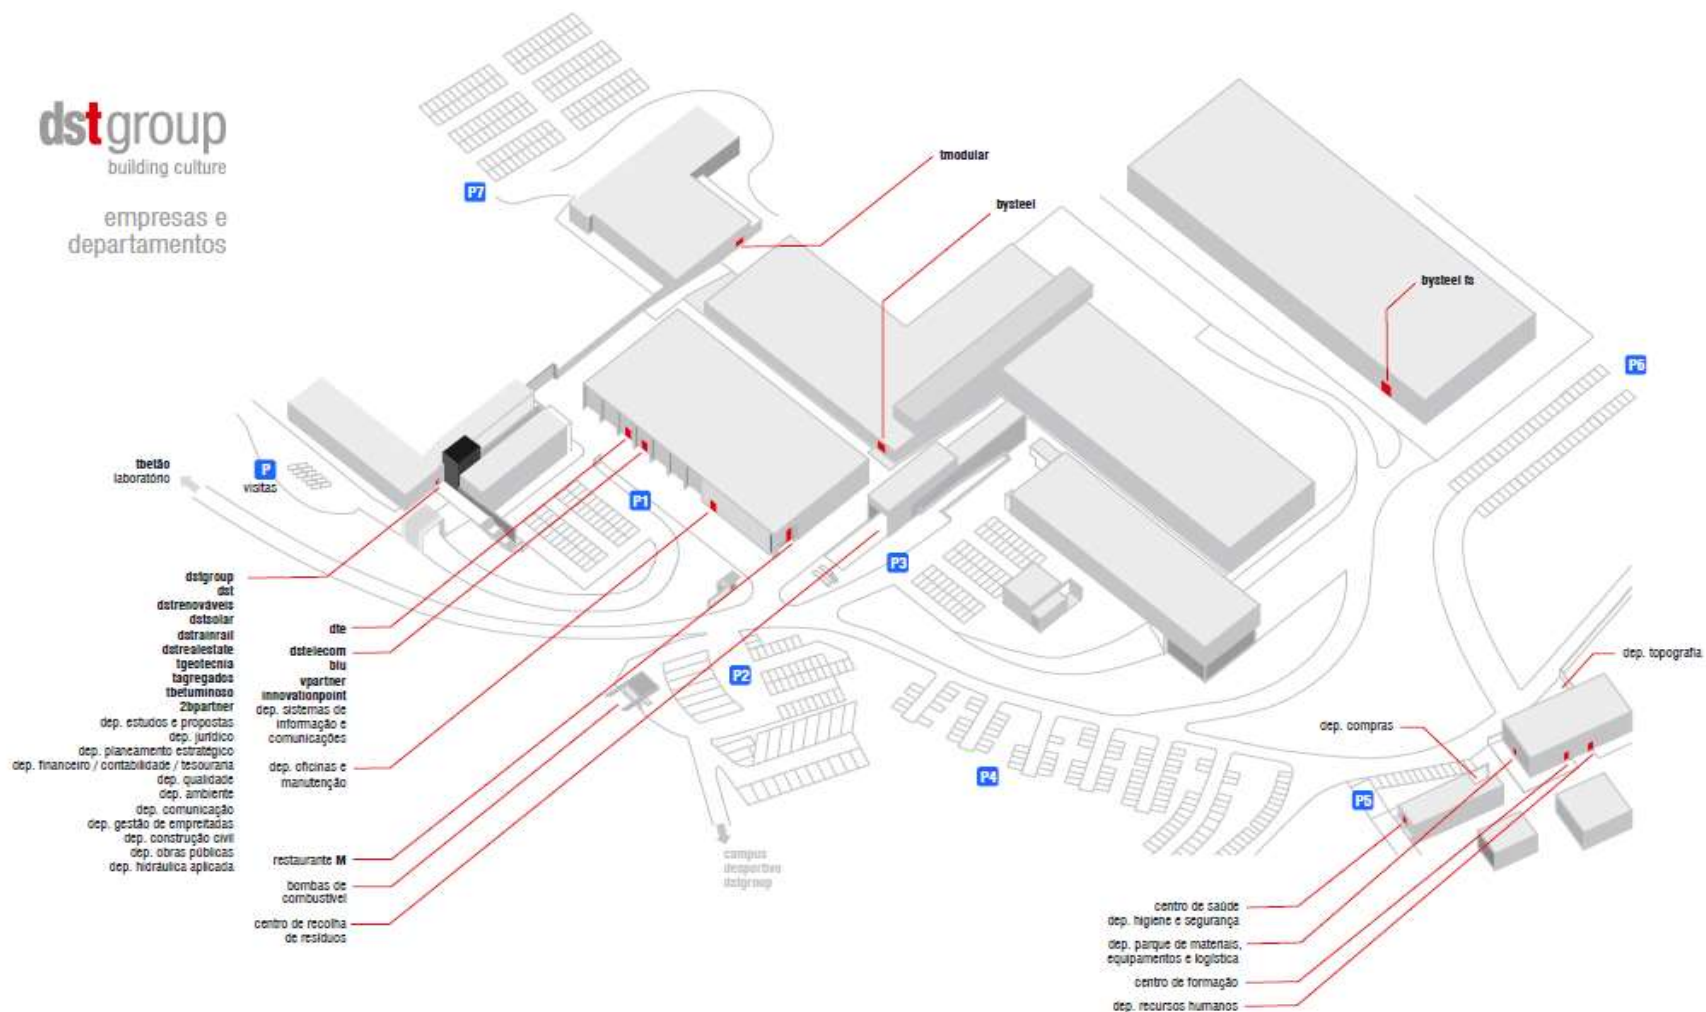 dstgroup
building culture
empresas e
departamentos
P7
tmodular
bysteel
bysteel fs
P6
tbetão
laboratório
P
visitas
P1
P3
dstgroup
dst
dstrenováveis
dstsolar
dstrainrail
dstrealestate
tgeotecnia
tagregados
tbetuminoso
2bpartner
dep. estudos e propostas
dep. jurídico
dep. planeamento estratégico
dep. financeiro / contabilidade / tesouraria
dep. qualidade
dep. ambiente
dep. comunicação
dep. gestão de empreitadas
dep. construção civil
dep. obras públicas
dep. hidráulica aplicada
dte
dstelecom
blu
vpartner
innovationpoint
dep. sistemas de
informação e
comunicações
dep. oficinas e
manutenção
restaurante M
bombas de
combustível
centro de recolha
de resíduos
P2
campus
desportivo
dstgroup
P4
dep. topografia
dep. compras
P5
centro de saúde
dep. higiene e segurança
dep. parque de materiais,
equipamentos e logística
centro de formação
dep. recursos humanos